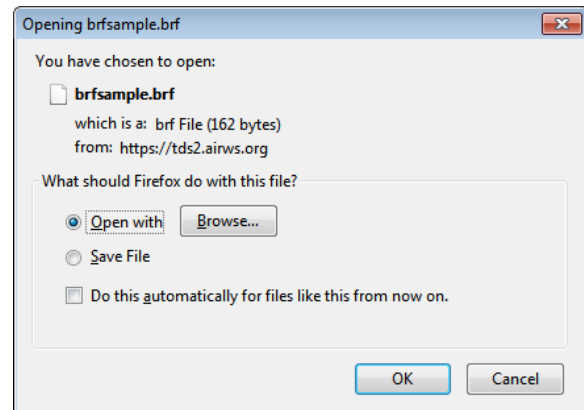 Opening brfsample.brf
You have chosen to open:
brfsample.brf
which is a: brf File (162 bytes)
from: https://tds2.airws.org
What should Firefox do with this file?
Open with
Browse...
Save File
Do this automatically for files like this from now on.
OK
Cancel